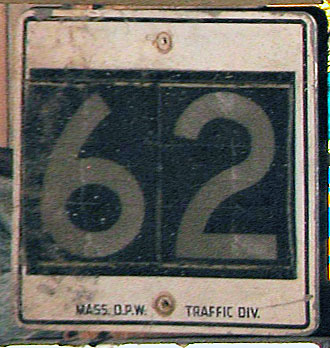 62
MASS. D.P.W. TRAFFIC DIV.